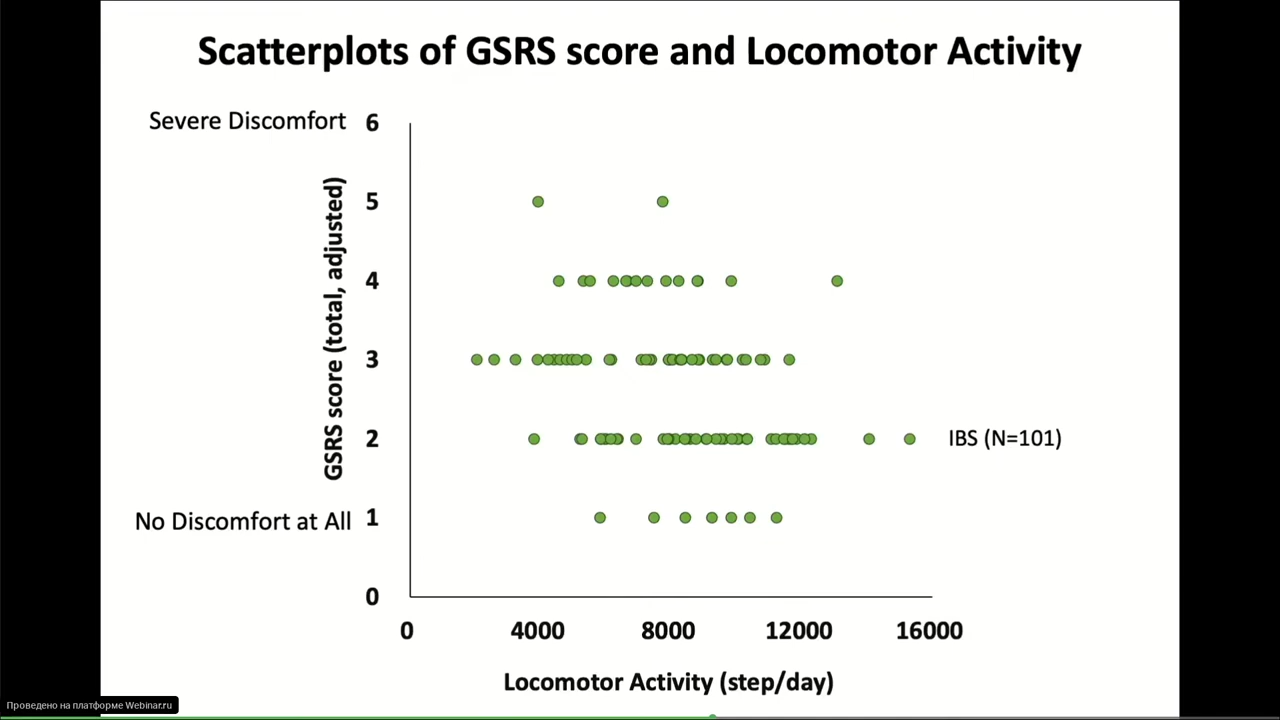 Scatterplots of GSRS score and Locomotor Activity
Severe Discomfort
6
5
4
3
2
1
0
GSRS score (total, adjusted)
No Discomfort at All
IBS (N=101)
0 4000 8000 12000 16000
Locomotor Activity (step/day)
Проведено на платформе Webinar.ru